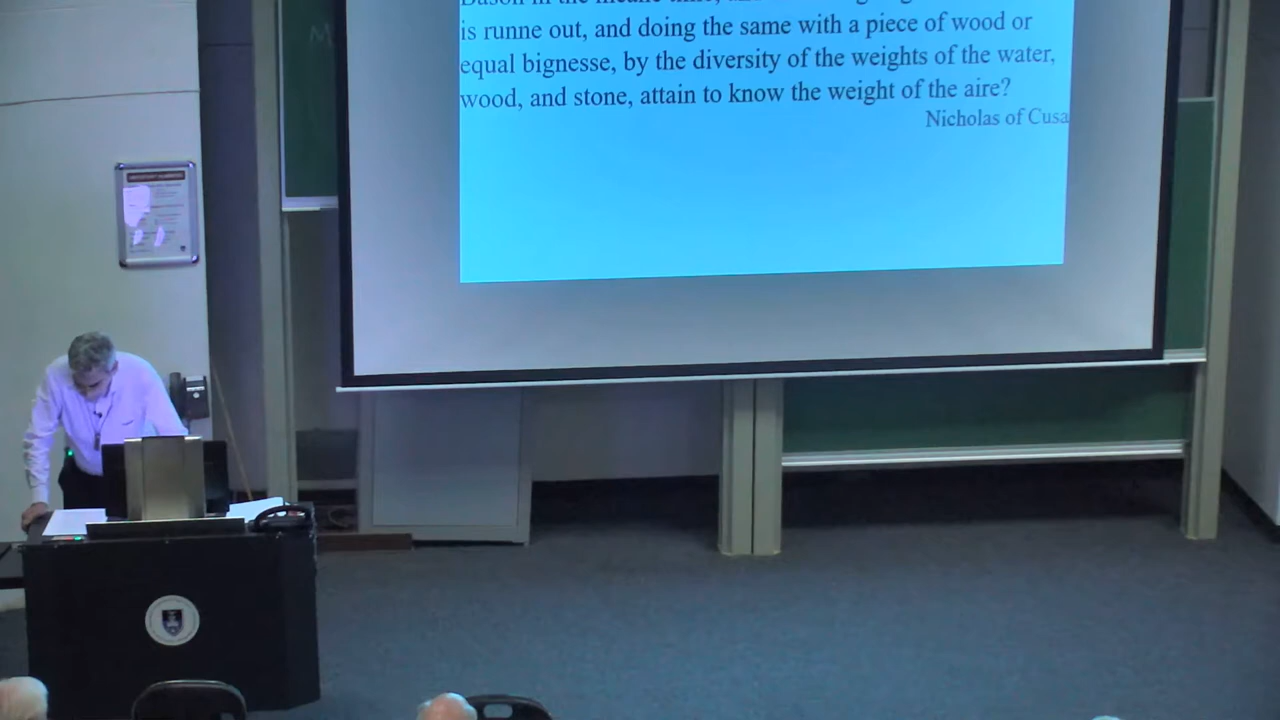 is runne out, and doing the same with a piece of wood or
equal bignesse, by the diversity of the weights of the water,
wood, and stone, attain to know the weight of the aire?
Nicholas of Cusa